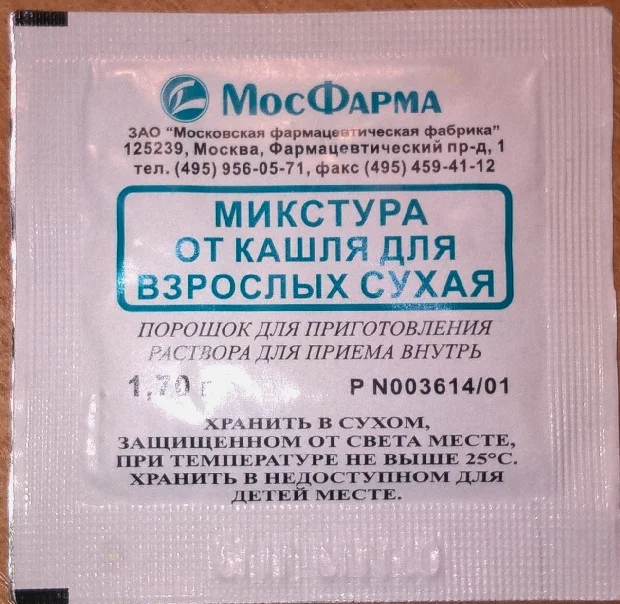 МосФарма
ЗАО "Московская фармацевтическая фабрика"
125239, Москва, Фармацевтический пр-д, 1
тел. (495) 956-05-71, факс (495) 459-41-12
МИКСТУРА
ОТ КАШЛЯ ДЛЯ
ВЗРОСЛЫХ СУХАЯ
ПОРОШОК ДЛЯ ПРИГОТОВЛЕНИЯ
РАСТВОРА ДЛЯ ПРИЕМА ВНУТРЬ
1,70 г Р N003614/01
ХРАНИТЬ В СУХОМ,
ЗАЩИЩЕННОМ ОТ СВЕТА МЕСТЕ,
ПРИ ТЕМПЕРАТУРЕ НЕ ВЫШЕ 25°С.
ХРАНИТЬ В НЕДОСТУПНОМ ДЛЯ
ДЕТЕЙ МЕСТЕ.